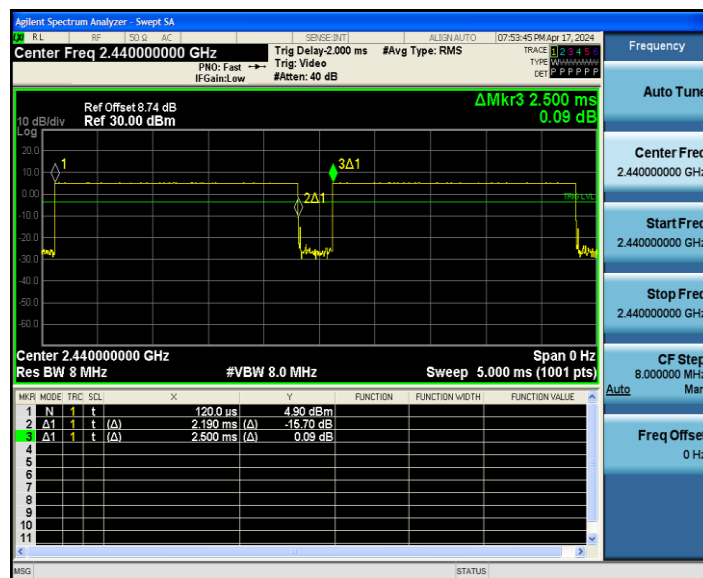 Agilent Spectrum Analyzer - Swept SA
LXI RL RF 50 Ω AC SENSE:INT ALIGN AUTO 07:53:45 PM Apr 17, 2024
Center Freq 2.440000000 GHz
PNO: Fast
IFGain:Low
Trig Delay-2.000 ms
Trig: Video
#Atten: 40 dB
#Avg Type: RMS
TRACE 1 2 3 4 5 6
TYPE WWWWWW
DET P P P P P P
Frequency
Auto Tune
Center Freq
2.440000000 GHz
Start Freq
2.440000000 GHz
Stop Freq
2.440000000 GHz
CF Step
8.000000 MHz
Auto Man
Freq Offset
0 Hz
Ref Offset 8.74 dB
10 dB/div Ref 30.00 dBm
Log
ΔMkr3 2.500 ms
0.09 dB
20.0
10.0
0.00
-10.0
-20.0
-30.0
-40.0
-50.0
-60.0
1
2Δ1
3Δ1
TRIG LVL
Center 2.440000000 GHz Span 0 Hz
Res BW 8 MHz #VBW 8.0 MHz Sweep 5.000 ms (1001 pts)
MKR MODE TRC SCL X Y FUNCTION FUNCTION WIDTH FUNCTION VALUE
1 N 1 t 120.0 µs 4.90 dBm
2 Δ1 1 t (Δ) 2.190 ms (Δ) -15.70 dB
3 Δ1 1 t (Δ) 2.500 ms (Δ) 0.09 dB
4
5
6
7
8
9
10
11
MSG STATUS